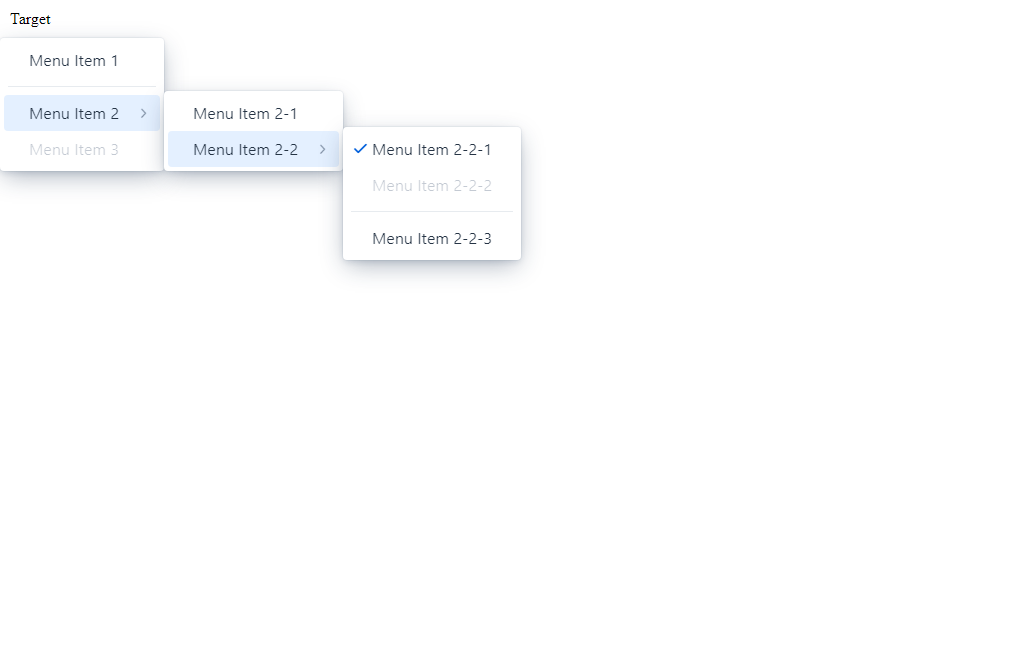 Target
Menu Item 1
Menu Item 2
Menu Item 3
Menu Item 2-1
Menu Item 2-2
Menu Item 2-2-1
Menu Item 2-2-2
Menu Item 2-2-3